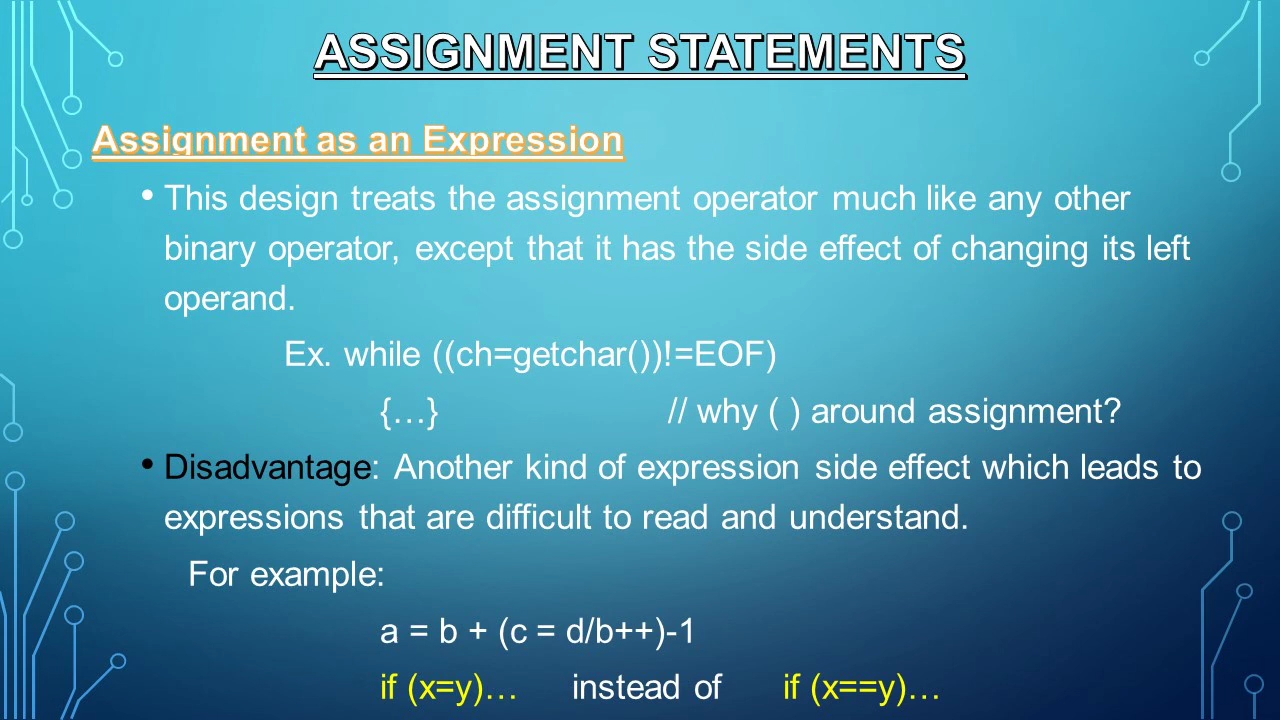 ASSIGNMENT STATEMENTS
Assignment as an Expression
• This design treats the assignment operator much like any other
binary operator, except that it has the side effect of changing its left
operand.
Ex. while ((ch=getchar())!=EOF)
{…} // why ( ) around assignment?
• Disadvantage: Another kind of expression side effect which leads to
expressions that are difficult to read and understand.
For example:
a = b + (c = d/b++)-1
if (x=y)… instead of if (x==y)…